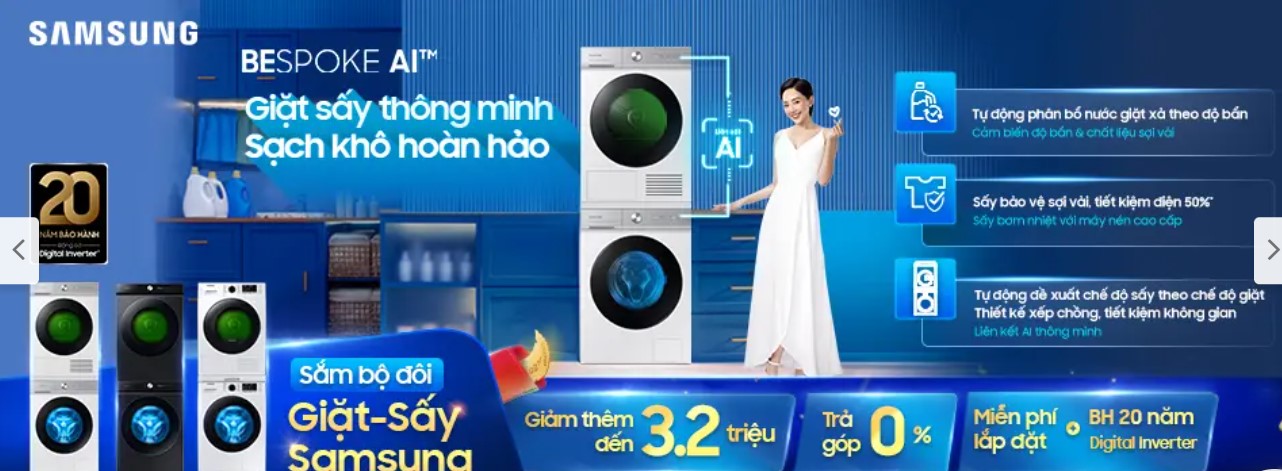 SAMSUNG
BESPOKE AI™
Giặt sấy thông minh
Sạch khô hoàn hảo
20
NĂM BẢO HÀNH
Digital Inverter
AI
Tự động phân bổ nước giặt xả theo độ bẩn
Cảm biến độ bẩn & chất liệu sợi vải
Sấy bảo vệ sợi vải, tiết kiệm điện 50%*
Sấy bơm nhiệt với máy nén cao cấp
Tự động đề xuất chế độ sấy theo chế độ giặt
Thiết kế xếp chồng, tiết kiệm không gian
Liên kết AI thông minh
Sắm bộ đôi
Giặt-Sấy
Samsung
Giảm thêm
đến 3.2 triệu
Trả
góp 0%
Miễn phí
lắp đặt
BH 20 năm
Digital Inverter